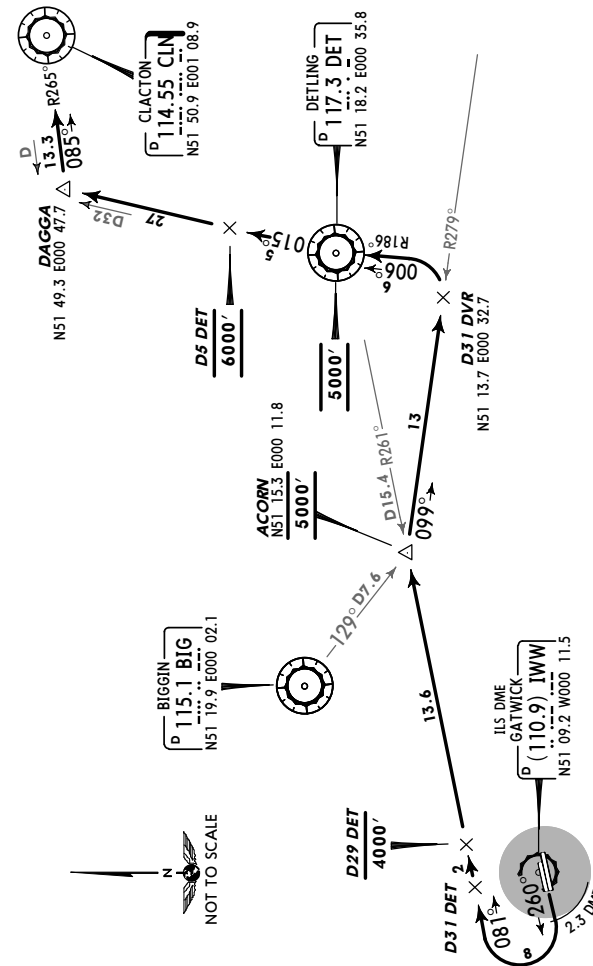 CLACTON
D 114.55 CLN
N51 50.9 E001 08.9
R265°
D
13.3
085°
DAGGA
N51 49.3 E000 47.7
D32
27
D5 DET
6000'
015°
5
DETLING
D 117.3 DET
N51 18.2 E000 35.8
5000'
R186°
006°
6
R279°
D31 DVR
N51 13.7 E000 32.7
13
D15.4 R261°
ACORN
N51 15.3 E000 11.8
5000'
099°
129° D7.6
BIGGIN
D 115.1 BIG
N51 19.9 E000 02.1
13.6
D29 DET
4000'
2
D31 DET
081°
ILS DME
GATWICK
D (110.9) IWW
N51 09.2 W000 11.5
260°
8
N
NOT TO SCALE